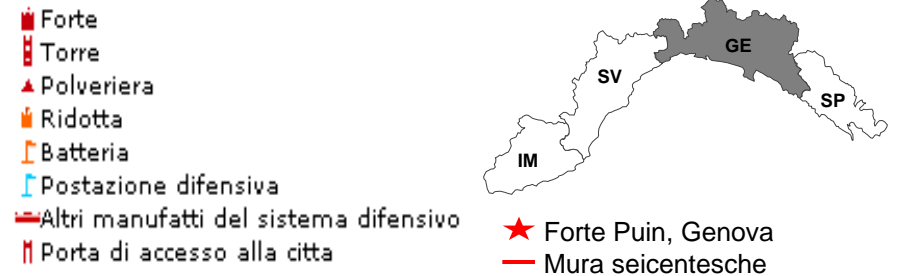 Forte
Torre
Polveriera
Ridotta
Batteria
Postazione difensiva
Altri manufatti del sistema difensivo
Porta di accesso alla citta
GE
SV
SP
IM
Forte Puin, Genova
Mura seicentesche